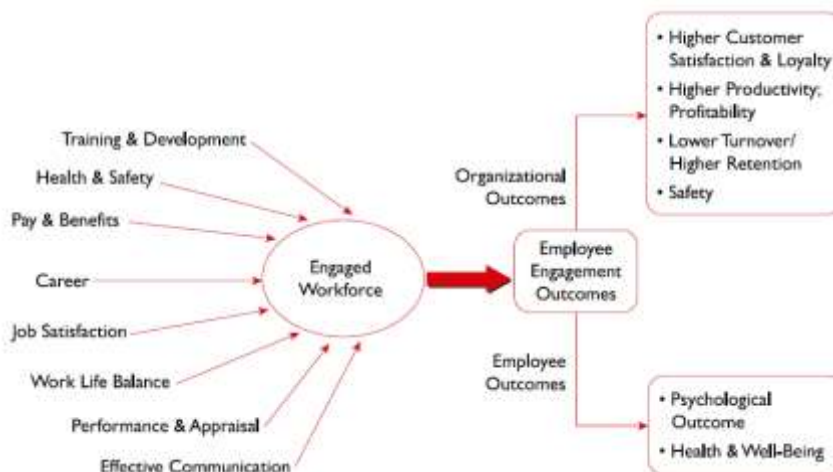 Training & Development
Health & Safety
Pay & Benefits
Career
Job Satisfaction
Work Life Balance
Performance & Appraisal
Effective Communication
Engaged
Workforce
Organizational
Outcomes
Employee
Engagement
Outcomes
Employee
Outcomes
• Higher Customer
Satisfaction & Loyalty
• Higher Productivity;
Profitability
• Lower Turnover/
Higher Retention
• Safety
• Psychological
Outcome
• Health & Well-Being